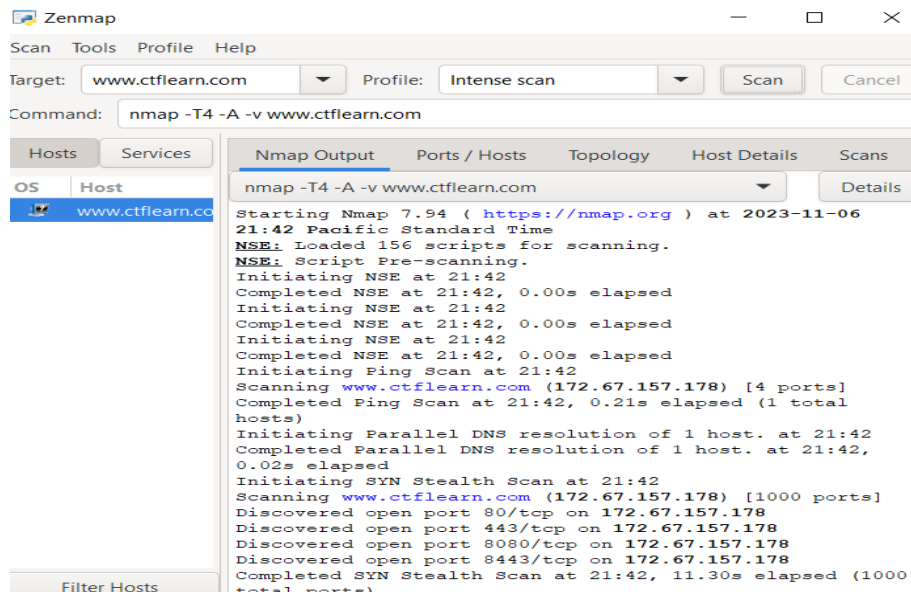 Zenmap
Scan Tools Profile Help
Target: www.ctflearn.com Profile: Intense scan Scan Cancel
Command: nmap -T4 -A -v www.ctflearn.com
Hosts Services
OS Host
www.ctflearn.co
Filter Hosts
Nmap Output Ports / Hosts Topology Host Details Scans
nmap -T4 -A -v www.ctflearn.com Details
Starting Nmap 7.94 ( https://nmap.org ) at 2023-11-06
21:42 Pacific Standard Time
NSE: Loaded 156 scripts for scanning.
NSE: Script Pre-scanning.
Initiating NSE at 21:42
Completed NSE at 21:42, 0.00s elapsed
Initiating NSE at 21:42
Completed NSE at 21:42, 0.00s elapsed
Initiating NSE at 21:42
Completed NSE at 21:42, 0.00s elapsed
Initiating Ping Scan at 21:42
Scanning www.ctflearn.com (172.67.157.178) [4 ports]
Completed Ping Scan at 21:42, 0.21s elapsed (1 total
hosts)
Initiating Parallel DNS resolution of 1 host. at 21:42
Completed Parallel DNS resolution of 1 host. at 21:42,
0.02s elapsed
Initiating SYN Stealth Scan at 21:42
Scanning www.ctflearn.com (172.67.157.178) [1000 ports]
Discovered open port 80/tcp on 172.67.157.178
Discovered open port 443/tcp on 172.67.157.178
Discovered open port 8080/tcp on 172.67.157.178
Discovered open port 8443/tcp on 172.67.157.178
Completed SYN Stealth Scan at 21:42, 11.30s elapsed (1000
total ports)